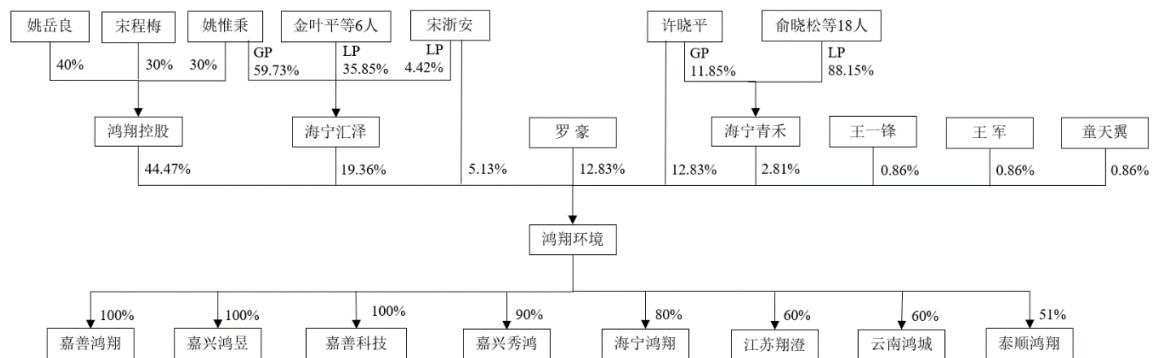 姚岳良
宋程梅
姚惟秉
金叶平等6人
宋浙安
许晓平
俞晓松等18人
40%
30%
30%
GP
59.73%
LP
35.85%
LP
4.42%
GP
11.85%
LP
88.15%
鸿翔控股
海宁汇泽
罗 豪
海宁青禾
王一锋
王 军
童天翼
44.47%
19.36%
5.13%
12.83%
12.83%
2.81%
0.86%
0.86%
0.86%
鸿翔环境
100%
100%
100%
90%
80%
60%
60%
51%
嘉善鸿翔
嘉兴鸿昱
嘉善科技
嘉兴秀鸿
海宁鸿翔
江苏翔澄
云南鸿城
泰顺鸿翔